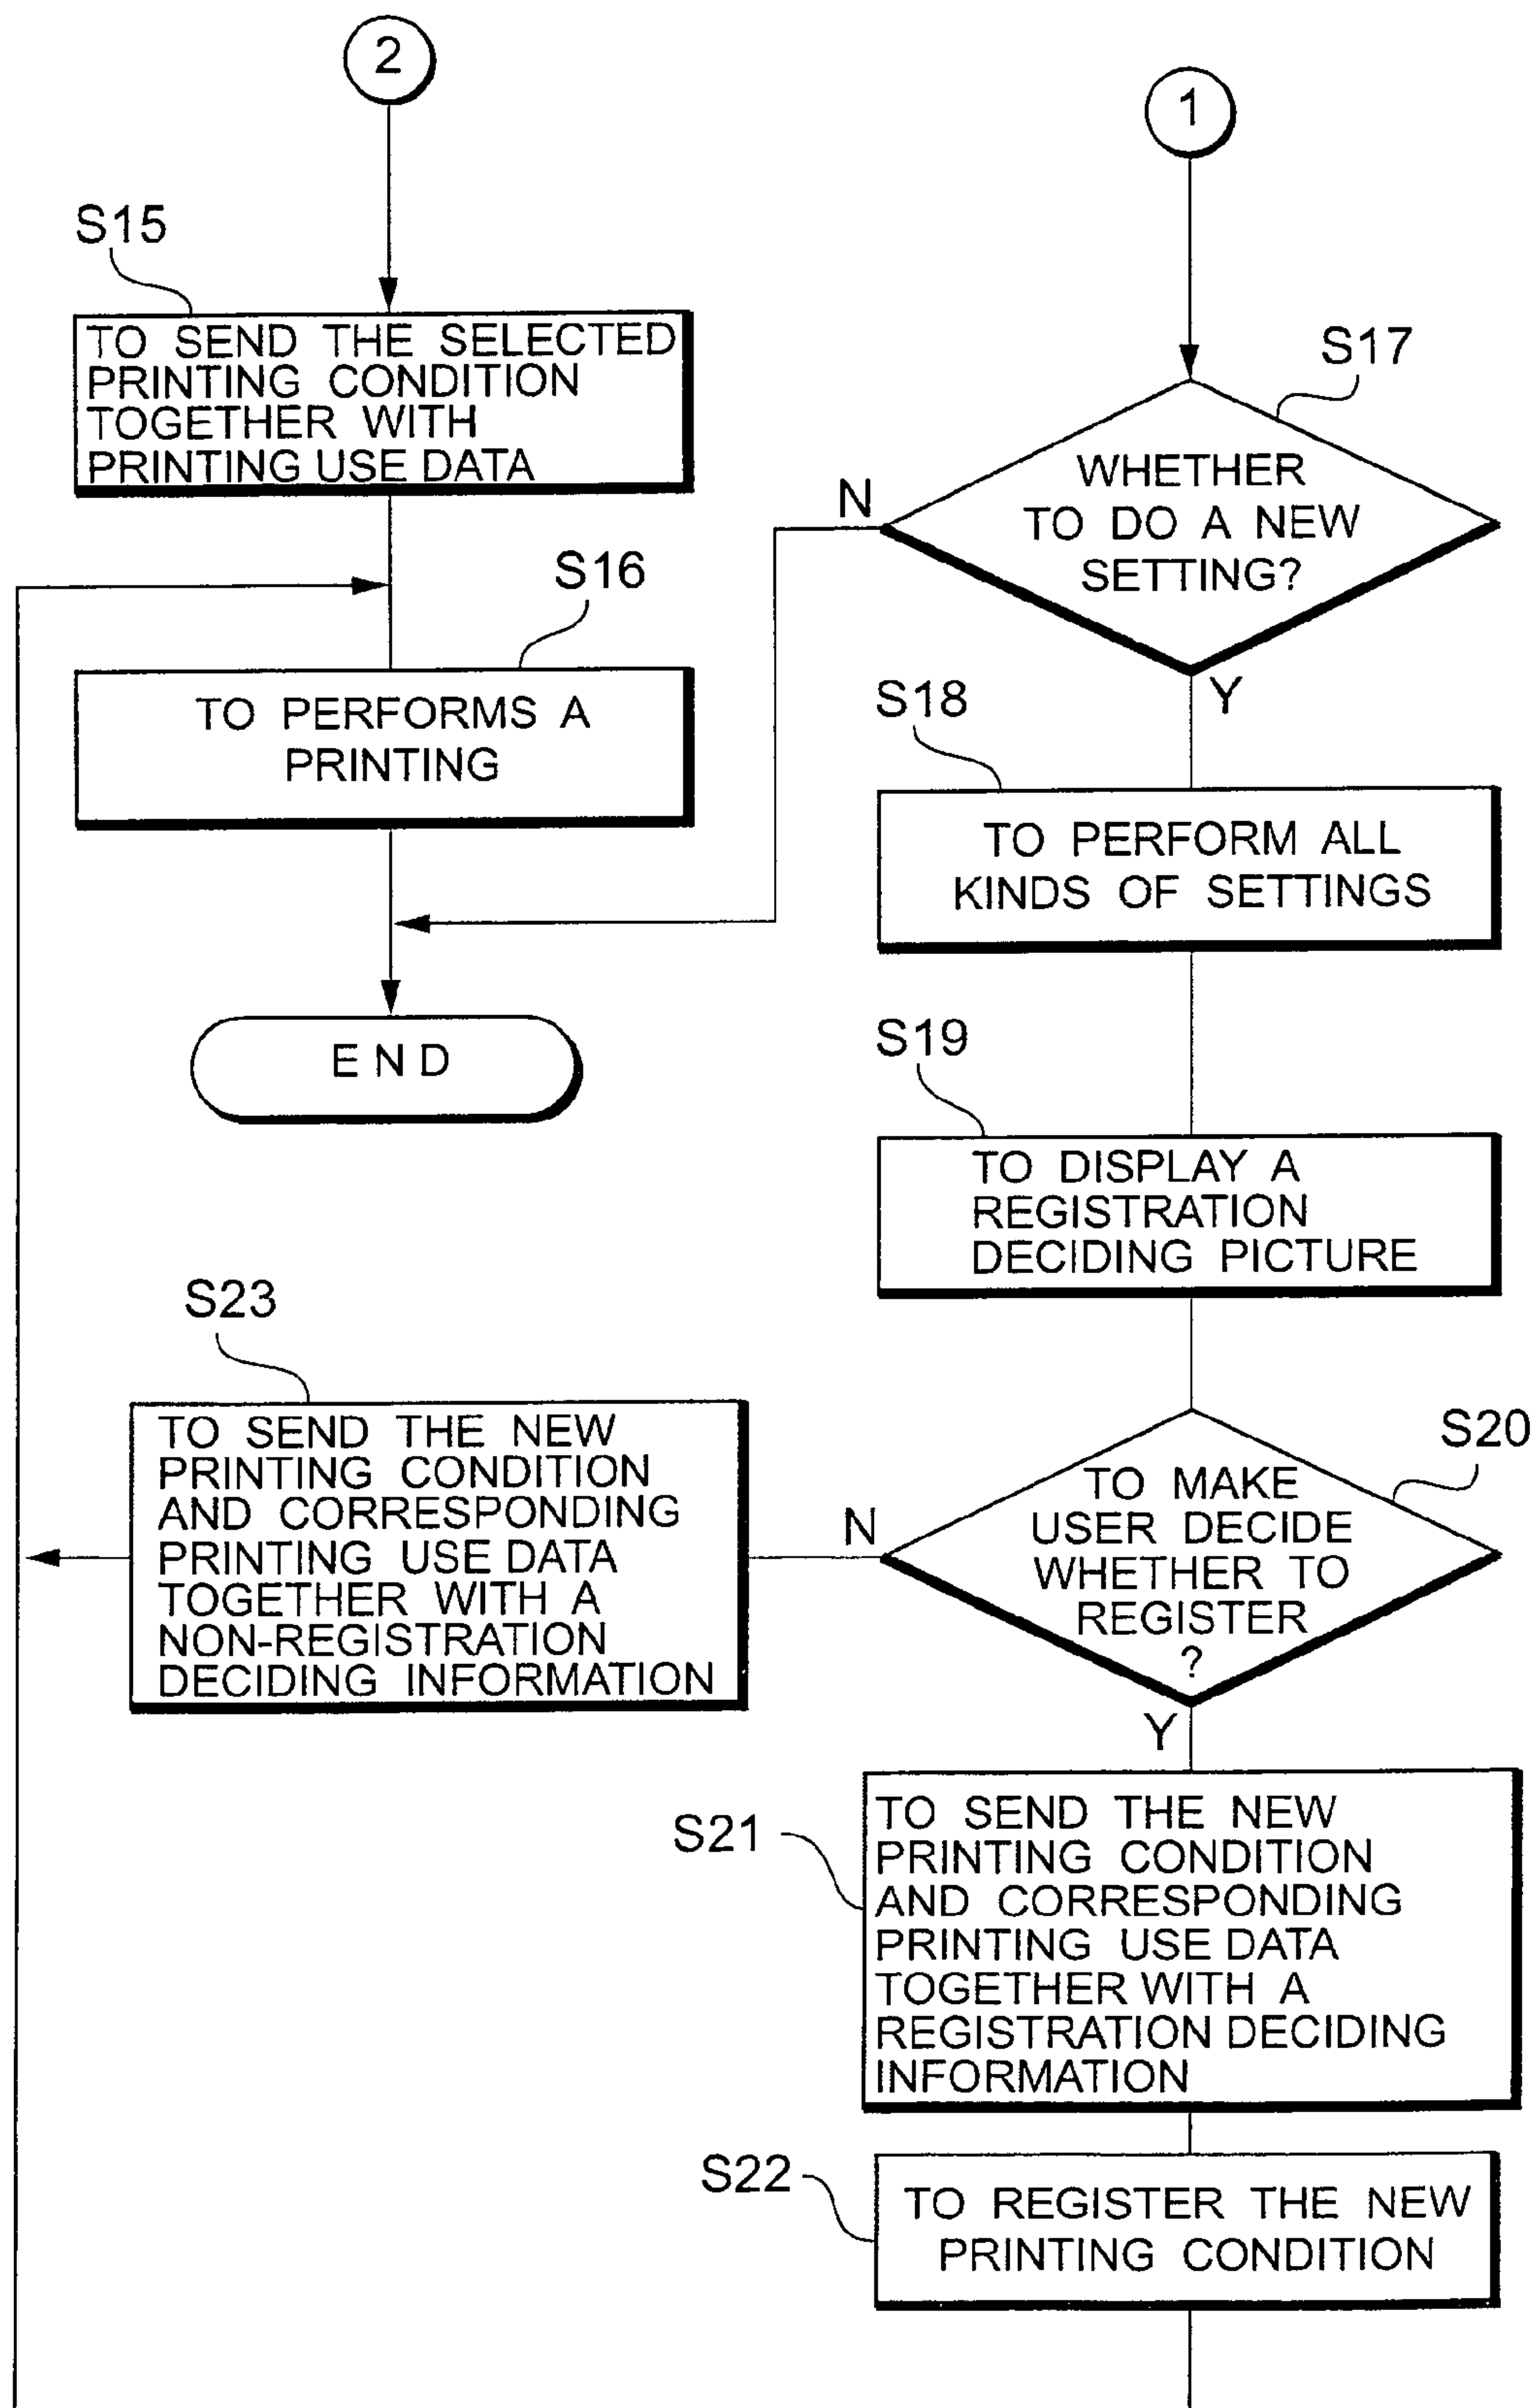 2
S15
TO SEND THE SELECTED
PRINTING CONDITION
TOGETHER WITH
PRINTING USE DATA
S16
TO PERFORMS A
PRINTING
END
1
S17
WHETHER
TO DO A NEW
SETTING?
N
Y
S18
TO PERFORM ALL
KINDS OF SETTINGS
S19
TO DISPLAY A
REGISTRATION
DECIDING PICTURE
S20
TO MAKE
USER DECIDE
WHETHER TO
REGISTER
?
N
Y
S23
TO SEND THE NEW
PRINTING CONDITION
AND CORRESPONDING
PRINTING USE DATA
TOGETHER WITH A
NON-REGISTRATION
DECIDING INFORMATION
S21
TO SEND THE NEW
PRINTING CONDITION
AND CORRESPONDING
PRINTING USE DATA
TOGETHER WITH A
REGISTRATION DECIDING
INFORMATION
S22
TO REGISTER THE NEW
PRINTING CONDITION